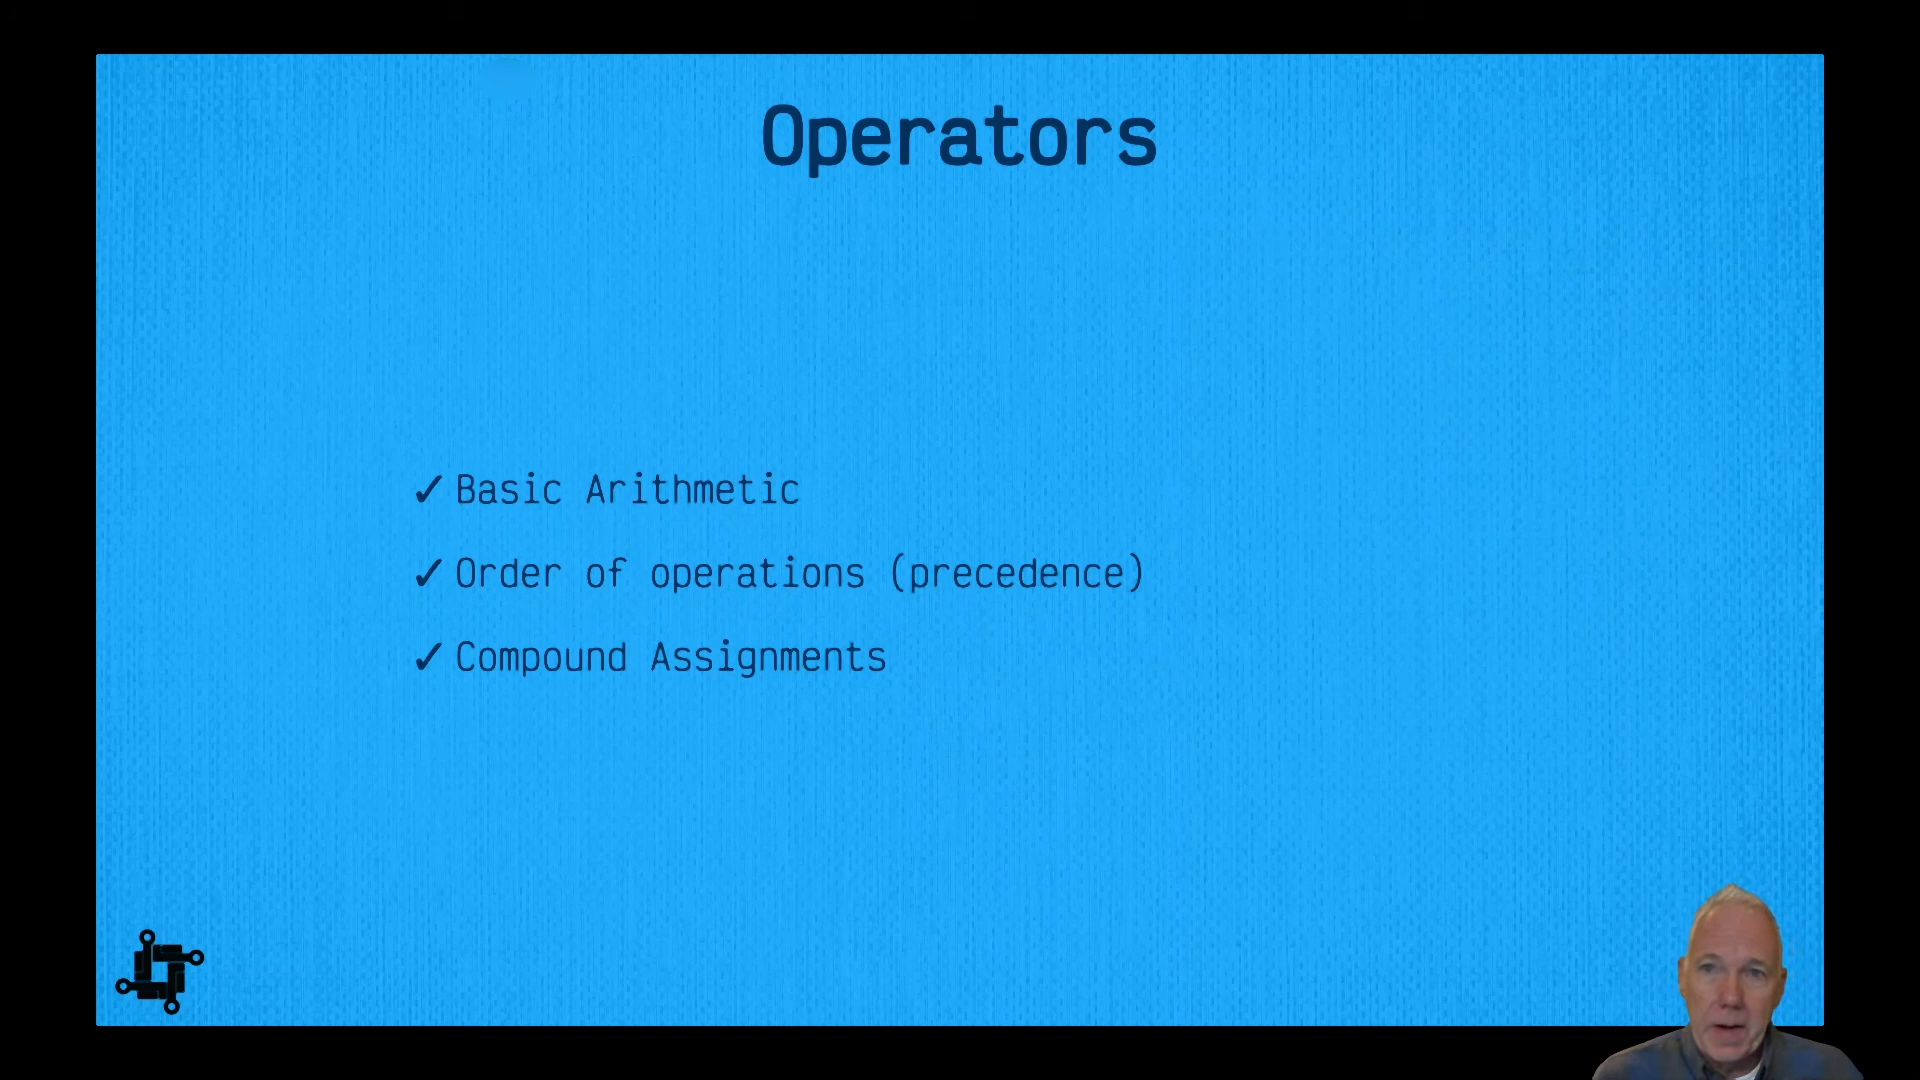 Operators
✓ Basic Arithmetic
✓ Order of operations (precedence)
✓ Compound Assignments